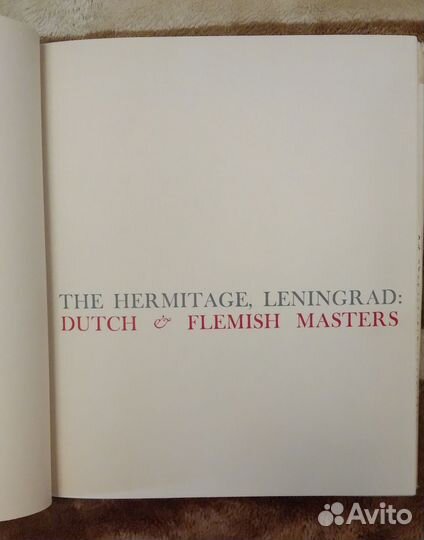 THE HERMITAGE, LENINGRAD:
DUTCH & FLEMISH MASTERS
Avito